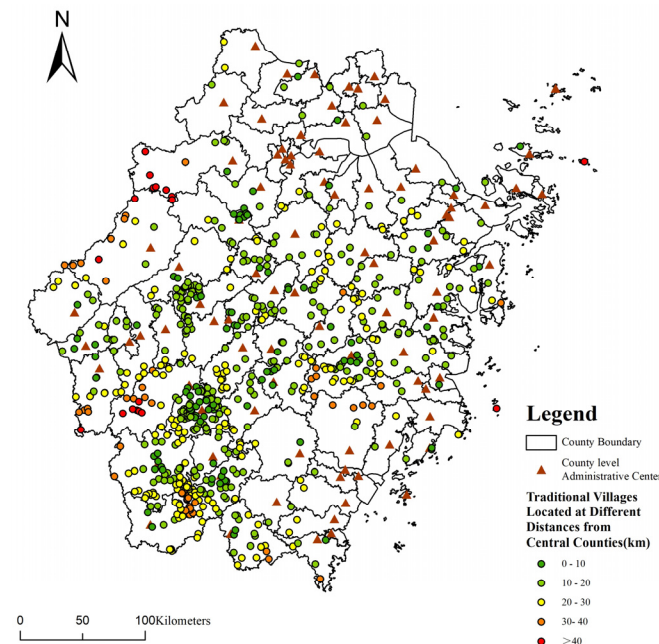 N
Legend
County Boundary
County level
Administrative Center
Traditional Villages
Located at Different
Distances from
Central Counties(km)
0 - 10
10 - 20
20 - 30
30- 40
＞40
0 50 100Kilometers